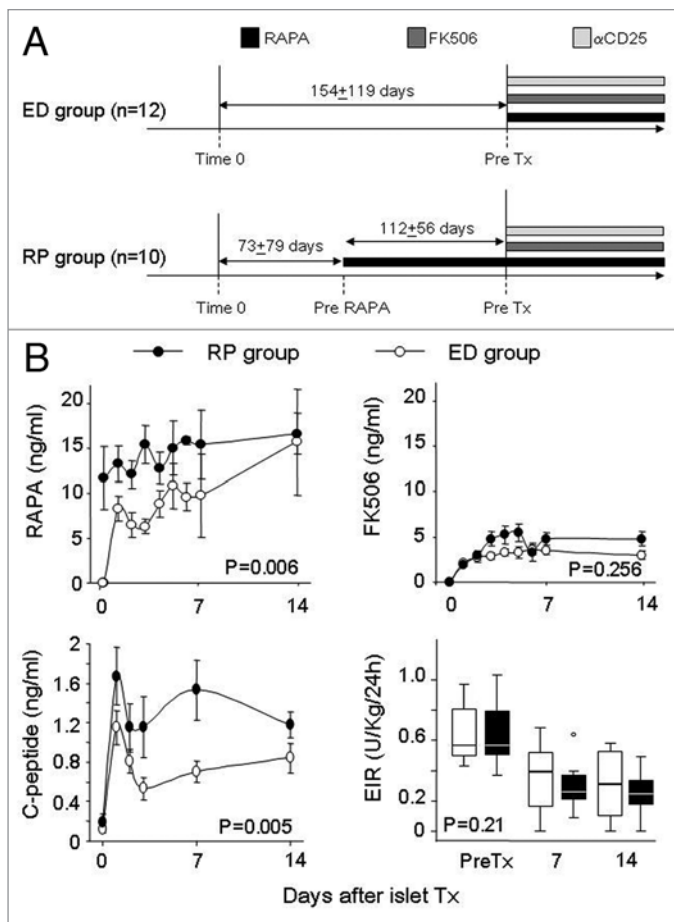 A
RAPA FK506 αCD25
154±119 days
ED group (n=12)
Time 0 Pre Tx
112±56 days
73±79 days
RP group (n=10)
Time 0 Pre RAPA Pre Tx
B
RP group ED group
RAPA (ng/ml)
20
15
10
5
0
P=0.006
0 7 14
FK506 (ng/ml)
20
15
10
5
0
P=0.256
0 7 14
C-peptide (ng/ml)
2
1.6
1.2
0.8
0.4
0
P=0.005
0 7 14
EIR (U/Kg/24h)
1.0
0.6
0.2
0
P=0.21
PreTx 7 14
Days after islet Tx